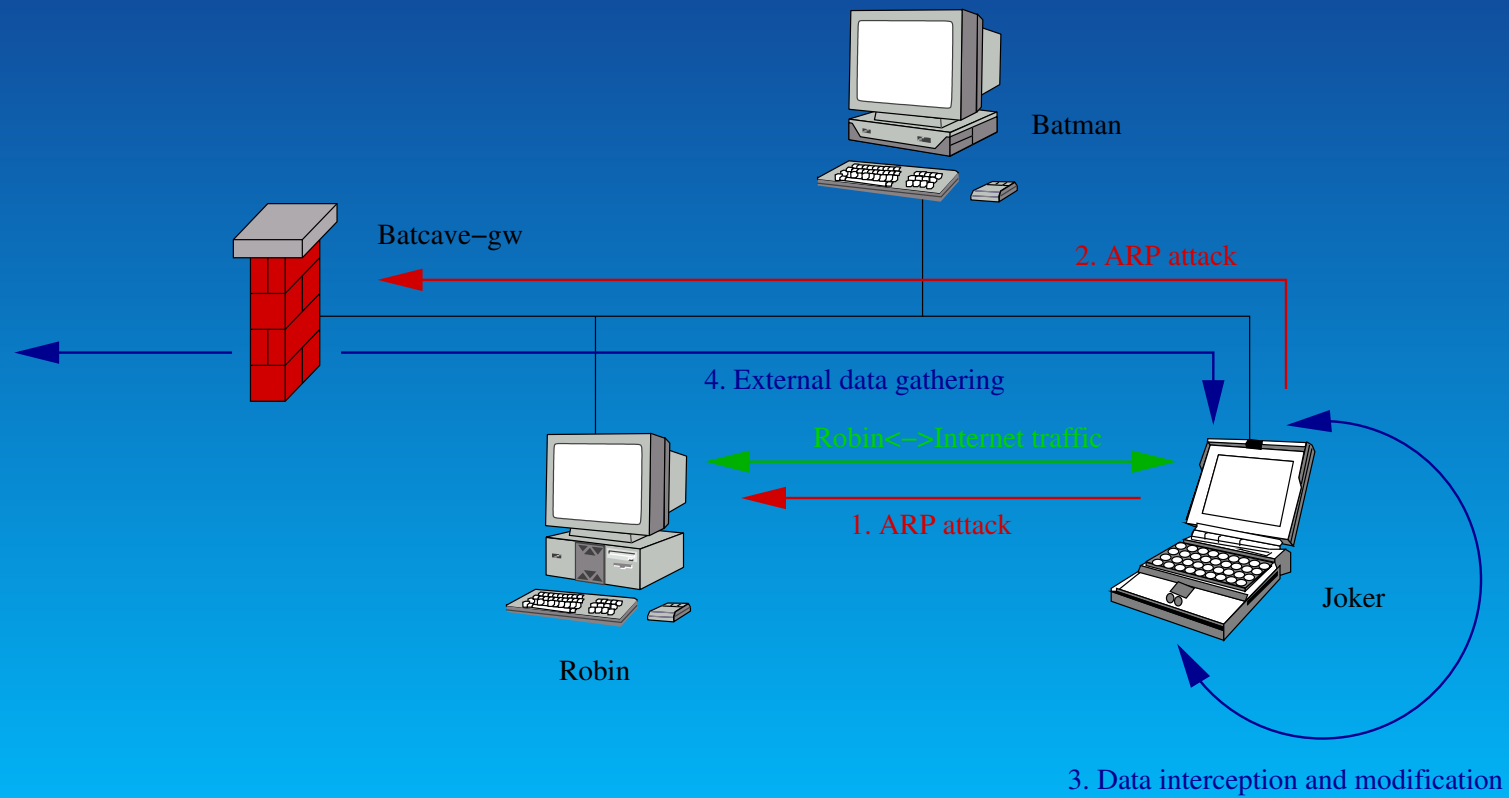 Batman
Batcave−gw
2. ARP attack
4. External data gathering
Robin<−>Internet traffic
1. ARP attack
Joker
Robin
3. Data interception and modification